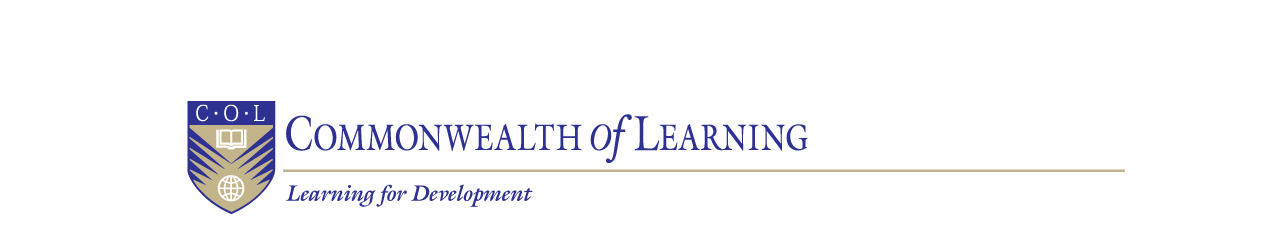 C·O·L
COMMONWEALTH of LEARNING
Learning for Development